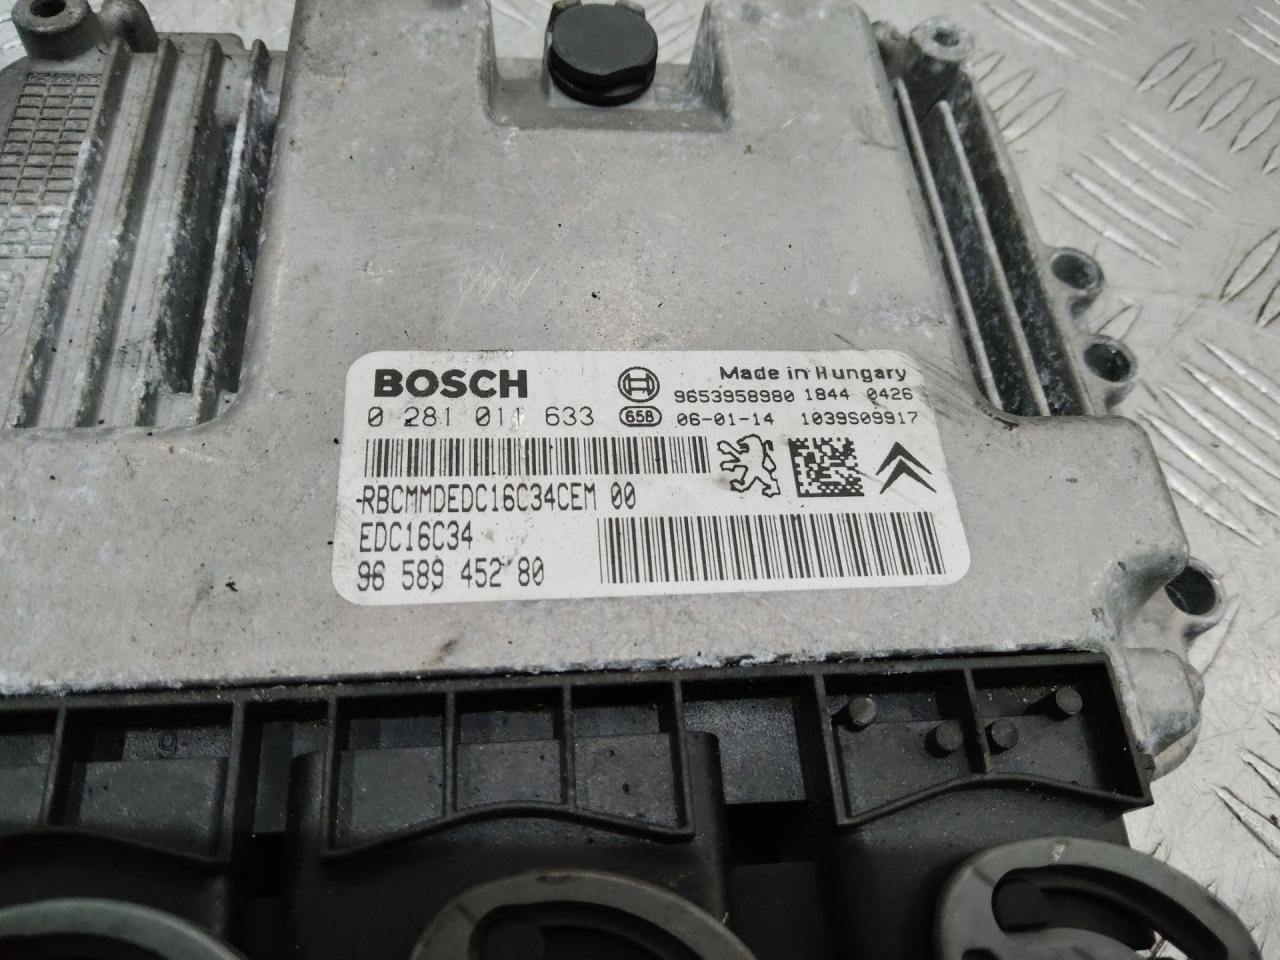 BOSCH
Made in Hungary
9653958980 1844 0426
0 281 011 633
658 06-01-14 1039S09917
-RBCMMDEDC16C34CEM 00
EDC16C34
96 589 452 80